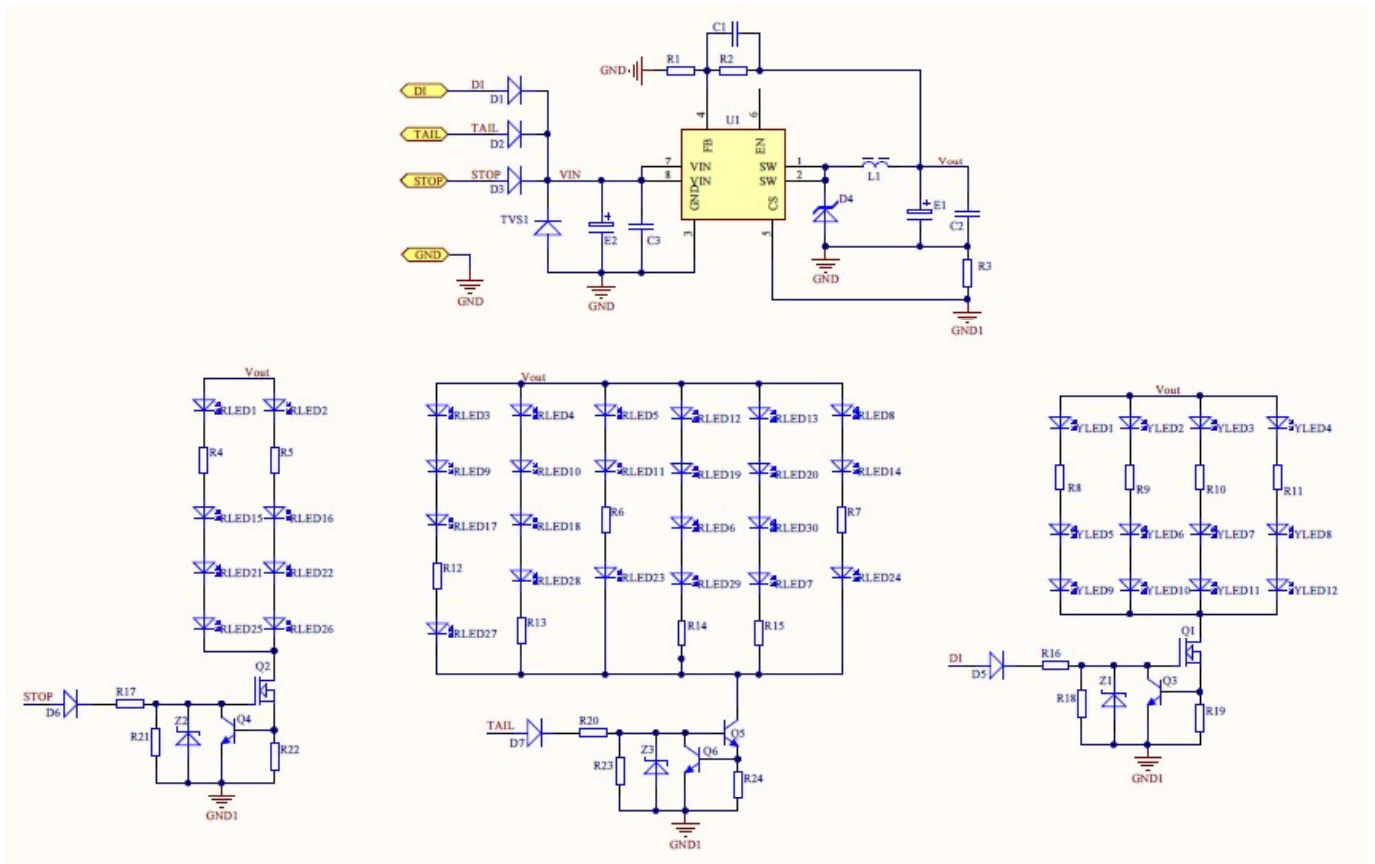 C1
R1 R2
GND
DI DI D1
TAIL TAIL D2
STOP STOP D3
VIN
TVS1
E2
C3
GND
GND
GND
U1
4 FB
6 EN
7 VIN
8 VIN
GND 3
CS 5
SW 1
SW 2
L1
Vout
D4
E1
C2
GND
R3
GND1
Vout
RLED1 RLED2
R4 R5
RLED15 RLED16
RLED21 RLED22
RLED25 RLED26
Q2
STOP
D6
R17
R21
Z2
Q4
R22
GND1
Vout
RLED3 RLED4 RLED5 RLED12 RLED13 RLED8
RLED9 RLED10 RLED11 RLED19 RLED20 RLED14
RLED17 RLED18 R6 RLED6 RLED30 R7
R12 RLED28 RLED23 RLED29 RLED7 RLED24
RLED27 R13 R14 R15
TAIL
D7
R20
R23
Z3
Q6
Q5
R24
GND1
Vout
YLED1 YLED2 YLED3 YLED4
R8 R9 R10 R11
YLED5 YLED6 YLED7 YLED8
YLED9 YLED10 YLED11 YLED12
Q1
DI
D5
R16
R18
Z1
Q3
R19
GND1